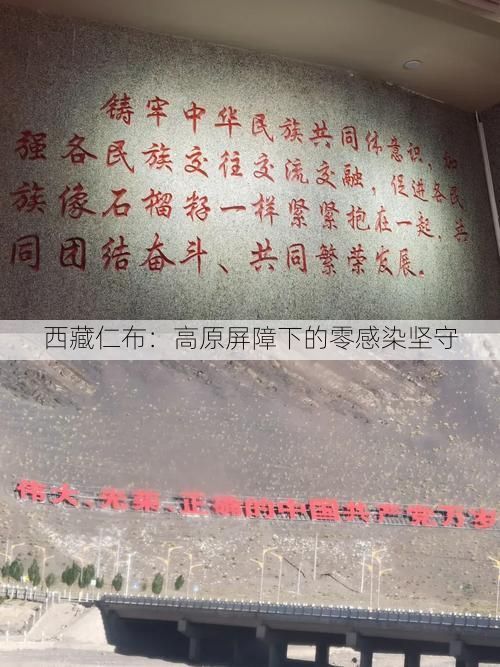 铸牢中华民族共同体意识，加
强各民族交往交流交融，促进各民
族像石榴籽一样紧紧抱在一起，共
同团结奋斗、共同繁荣发展。
西藏仁布：高原屏障下的零感染坚守
伟大、光荣、正确的中国共产党万岁